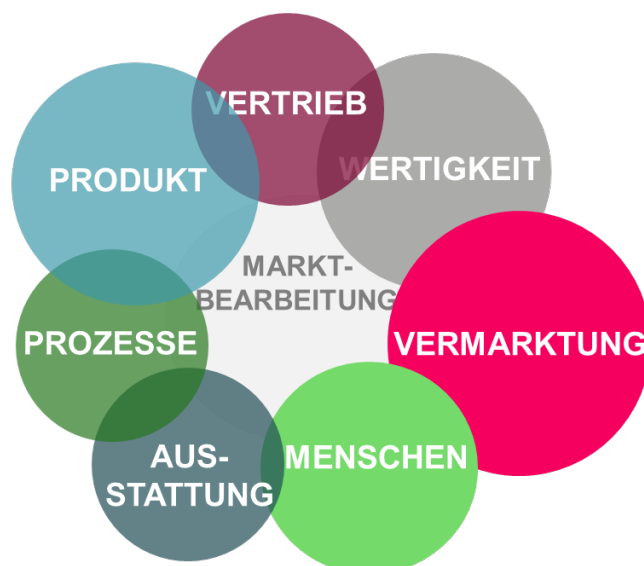 VERTRIEB
PRODUKT
WERTIGKEIT
MARKT-
BEARBEITUNG
PROZESSE
VERMARKTUNG
AUS-
STATTUNG
MENSCHEN